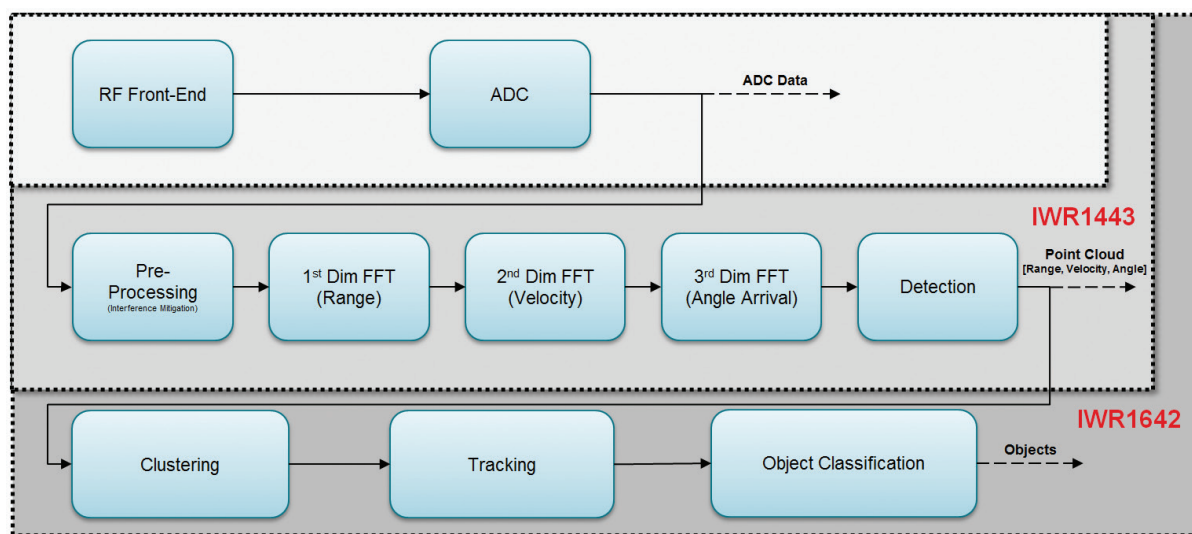 RF Front-End
ADC
ADC Data
IWR1443
Pre-
Processing
(Interference Mitigation)
1st Dim FFT
(Range)
2nd Dim FFT
(Velocity)
3rd Dim FFT
(Angle Arrival)
Detection
Point Cloud
[Range, Velocity, Angle]
IWR1642
Clustering
Tracking
Object Classification
Objects